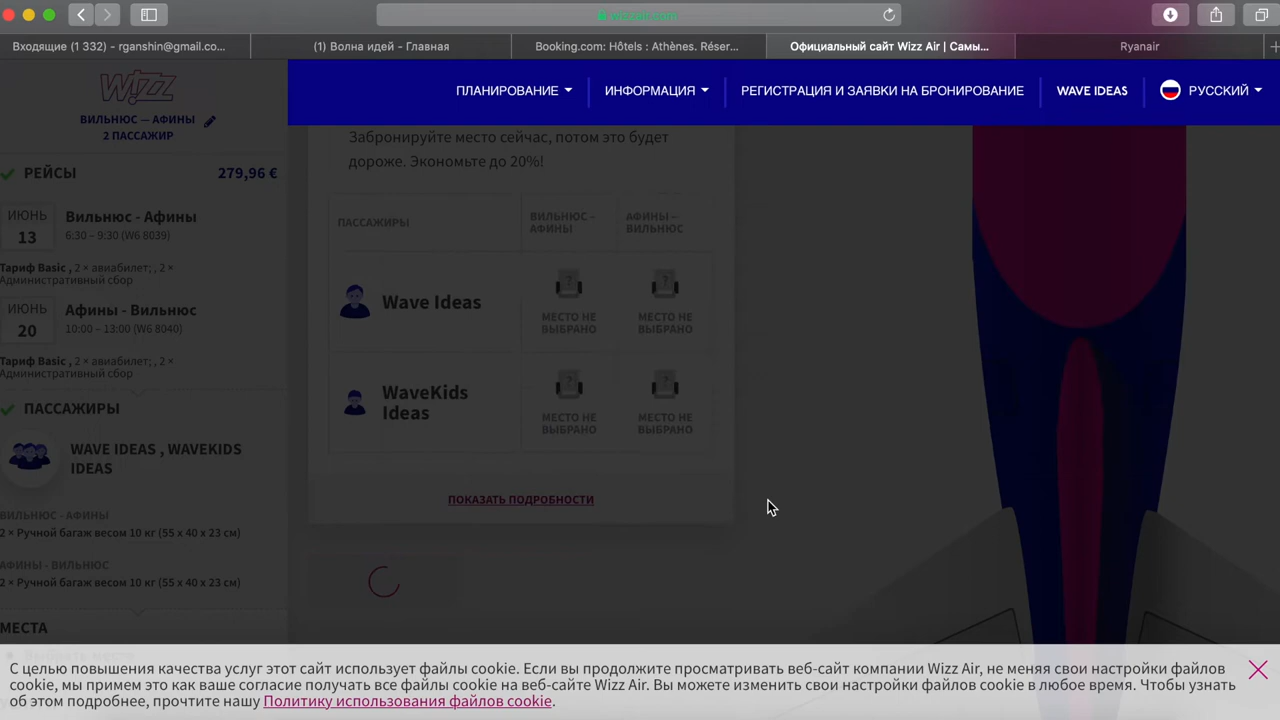 wizzair.com
Входящие (1 332) - rganshin@gmail.co...
(1) Волна идей - Главная
Booking.com: Hôtels : Athènes. Réser...
Официальный сайт Wizz Air | Самы...
Ryanair
ПЛАНИРОВАНИЕ
ИНФОРМАЦИЯ
РЕГИСТРАЦИЯ И ЗАЯВКИ НА БРОНИРОВАНИЕ
WAVE IDEAS
РУССКИЙ
WIZZ
ВИЛЬНЮС — АФИНЫ
2 ПАССАЖИР
РЕЙСЫ 279,96 €
ИЮНЬ
13
Вильнюс - Афины
6:30 – 9:30 (W6 8039)
Тариф Basic , 2 × авиабилет; , 2 ×
Административный сбор
ИЮНЬ
20
Афины - Вильнюс
10:00 – 13:00 (W6 8040)
Тариф Basic , 2 × авиабилет; , 2 ×
Административный сбор
ПАССАЖИРЫ
WAVE IDEAS , WAVEKIDS
IDEAS
ВИЛЬНЮС - АФИНЫ
2 × Ручной багаж весом 10 кг (55 x 40 x 23 см)
АФИНЫ - ВИЛЬНЮС
2 × Ручной багаж весом 10 кг (55 x 40 x 23 см)
МЕСТА
Забронируйте место сейчас, потом это будет
дороже. Экономьте до 20%!
ПАССАЖИРЫ
ВИЛЬНЮС -
АФИНЫ
АФИНЫ –
ВИЛЬНЮС
Wave Ideas
МЕСТО НЕ
ВЫБРАНО
МЕСТО НЕ
ВЫБРАНО
WaveKids
Ideas
МЕСТО НЕ
ВЫБРАНО
МЕСТО НЕ
ВЫБРАНО
ПОКАЗАТЬ ПОДРОБНОСТИ
С целью повышения качества услуг этот сайт использует файлы cookie. Если вы продолжите просматривать веб-сайт компании Wizz Air, не меняя свои настройки файлов
cookie, мы примем это как ваше согласие получать все файлы cookie на веб-сайте Wizz Air. Вы можете изменить свои настройки файлов cookie в любое время. Чтобы узнать
об этом подробнее, прочтите нашу Политику использования файлов cookie.